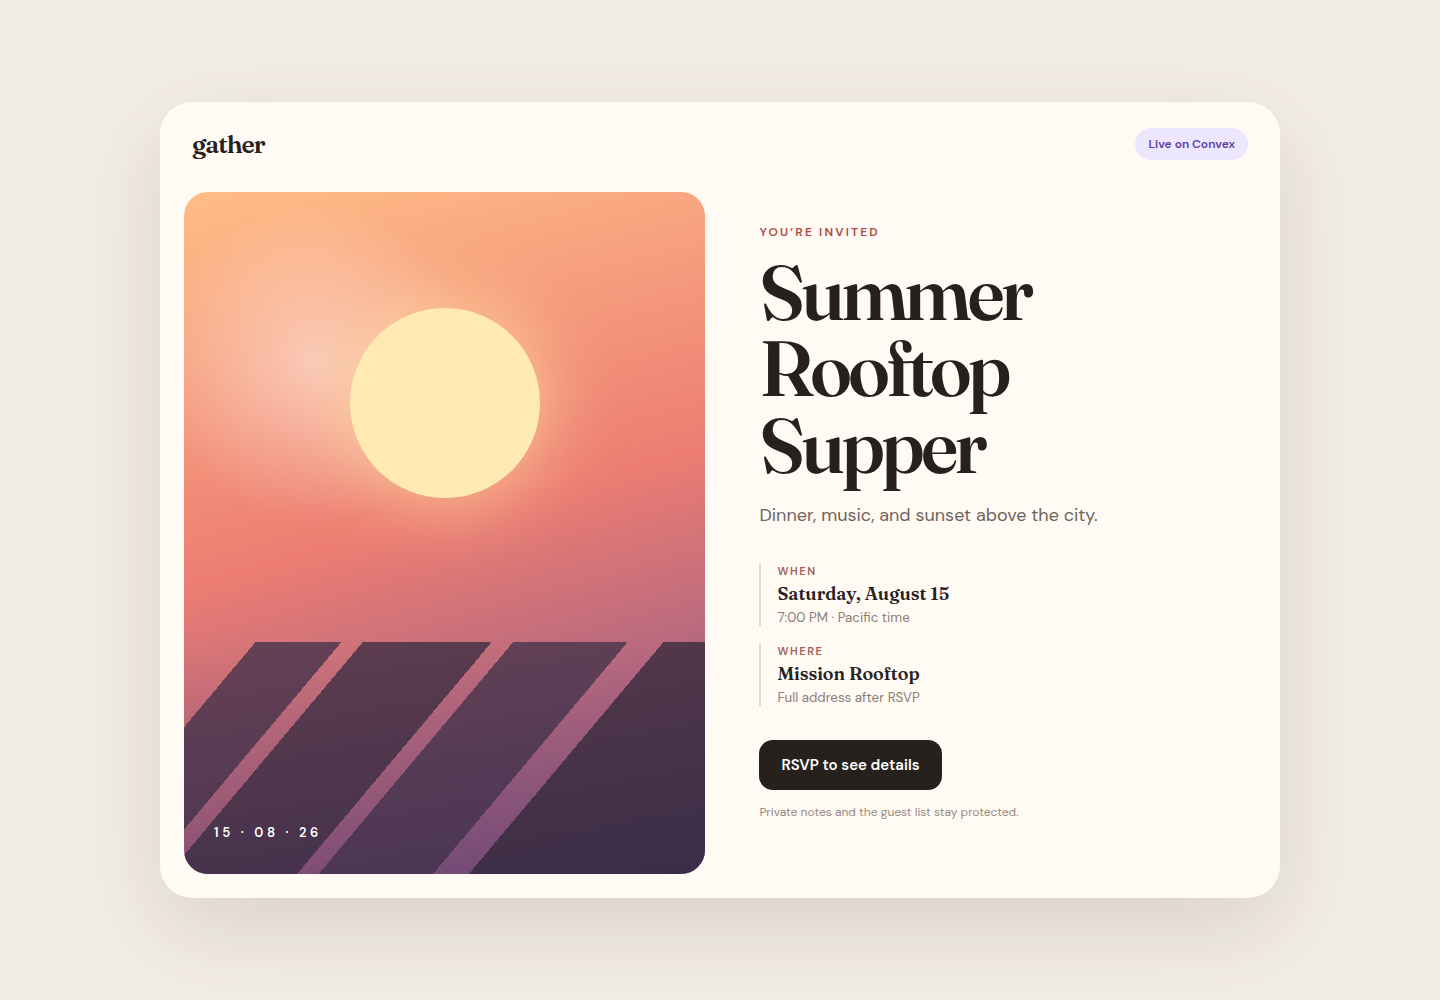 gather
Live on Convex
YOU’RE INVITED
Summer
Rooftop
Supper
Dinner, music, and sunset above the city.
WHEN
Saturday, August 15
7:00 PM · Pacific time
WHERE
Mission Rooftop
Full address after RSVP
RSVP to see details
Private notes and the guest list stay protected.
15 · 08 · 26